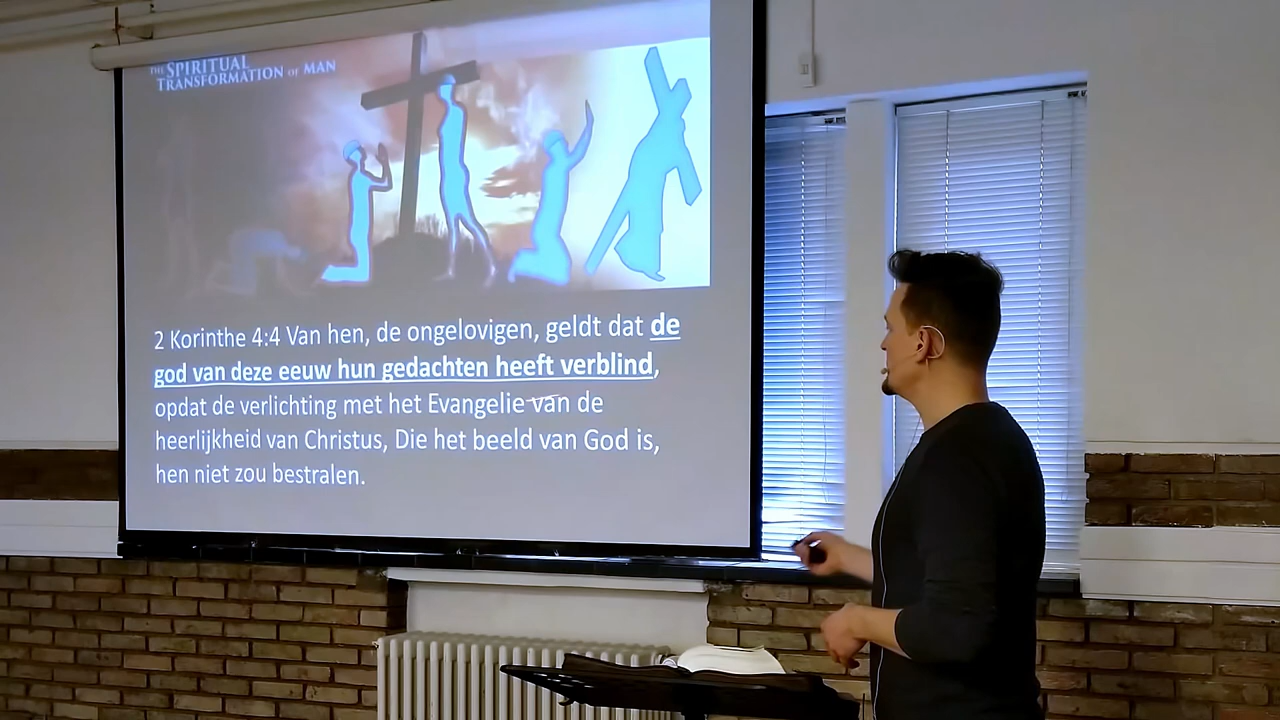 THE SPIRITUAL
TRANSFORMATION OF MAN
2 Korinthe 4:4 Van hen, de ongelovigen, geldt dat de
god van deze eeuw hun gedachten heeft verblind,
opdat de verlichting met het Evangelie van de
heerlijkheid van Christus, Die het beeld van God is,
hen niet zou bestralen.